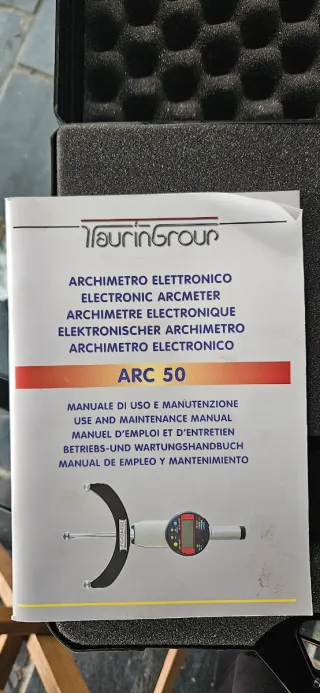 TaurinGroup
ARCHIMETRO ELETTRONICO
ELECTRONIC ARCMETER
ARCHIMETRE ELECTRONIQUE
ELEKTRONISCHER ARCHIMETRO
ARCHIMETRO ELECTRONICO
ARC 50
MANUALE DI USO E MANUTENZIONE
USE AND MAINTENANCE MANUAL
MANUEL D'EMPLOI ET D'ENTRETIEN
BETRIEBS-UND WARTUNGSHANDBUCH
MANUAL DE EMPLEO Y MANTENIMIENTO